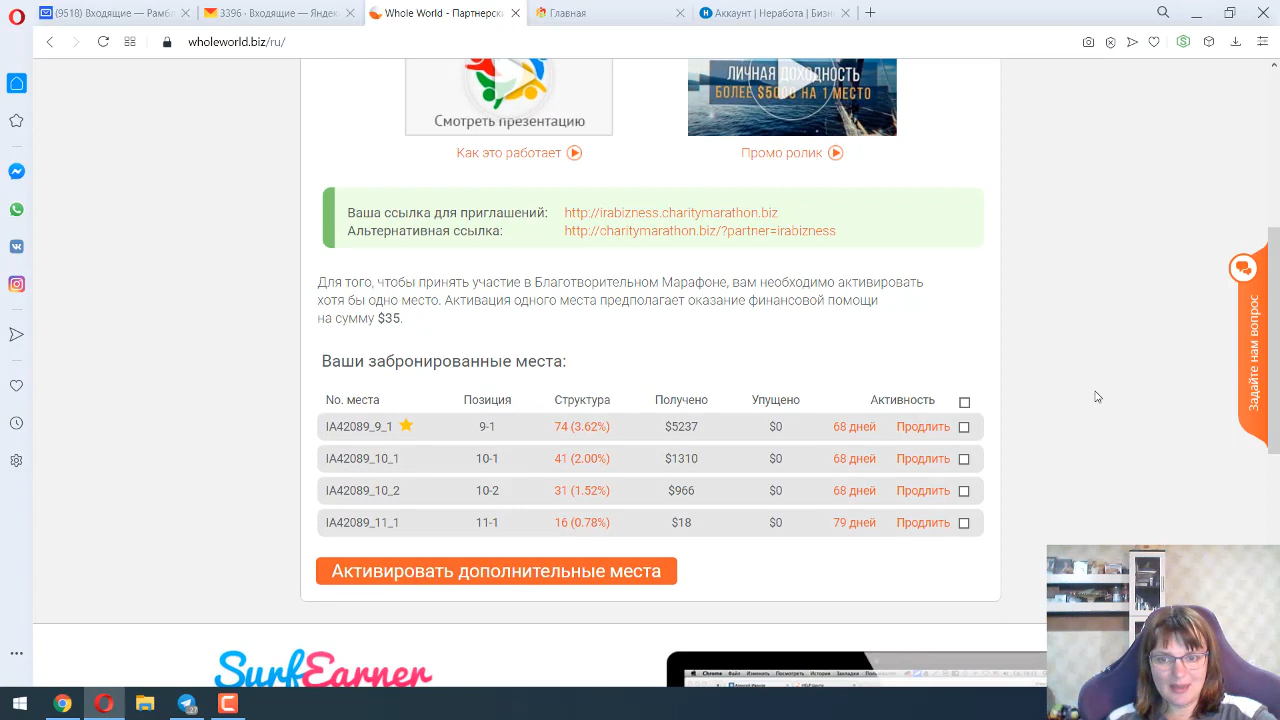 (9518) Входящие — Рамбл
3396 · Входящие — Яндек
Whole World - Партнерск
Главная
Аккаунт | Неработа | Бизн
wholeworld.biz/ru/
ЛИЧНАЯ ДОХОДНОСТЬ
БОЛЕЕ $5000 НА 1 МЕСТО
Смотреть презентацию
Как это работает
Промо ролик
Ваша ссылка для приглашений: http://irabizness.charitymarathon.biz
Альтернативная ссылка: http://charitymarathon.biz/?partner=irabizness
Для того, чтобы принять участие в Благотворительном Марафоне, вам необходимо активировать
хотя бы одно место. Активация одного места предполагает оказание финансовой помощи
на сумму $35.
Ваши забронированные места:
No. места Позиция Структура Получено Упущено Активность
IA42089_9_1 9-1 74 (3.62%) $5237 $0 68 дней Продлить
IA42089_10_1 10-1 41 (2.00%) $1310 $0 68 дней Продлить
IA42089_10_2 10-2 31 (1.52%) $966 $0 68 дней Продлить
IA42089_11_1 11-1 16 (0.78%) $18 $0 79 дней Продлить
Активировать дополнительные места
Задайте нам вопрос
SurfEarner
Chrome Файл Изменить Посмотреть История Закладки